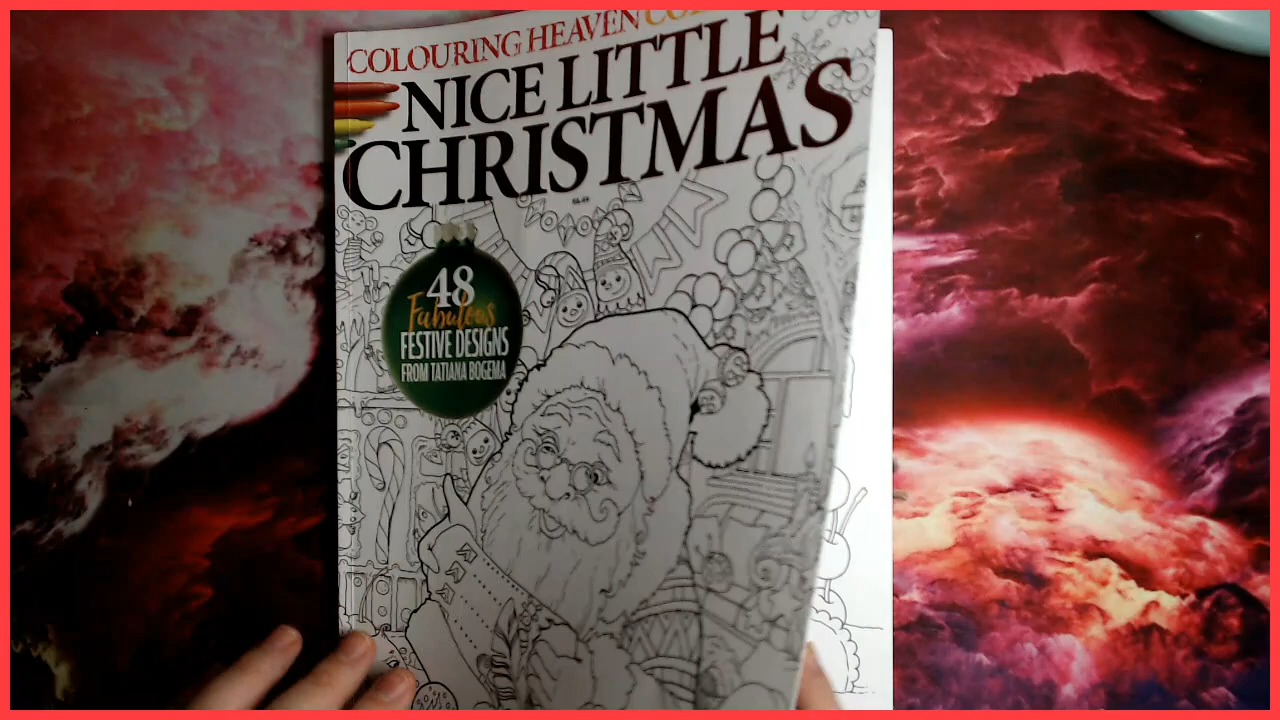 COLOURING HEAVEN
NICE LITTLE
CHRISTMAS
48
Fabulous
FESTIVE DESIGNS
FROM TATIANA BOGEMA